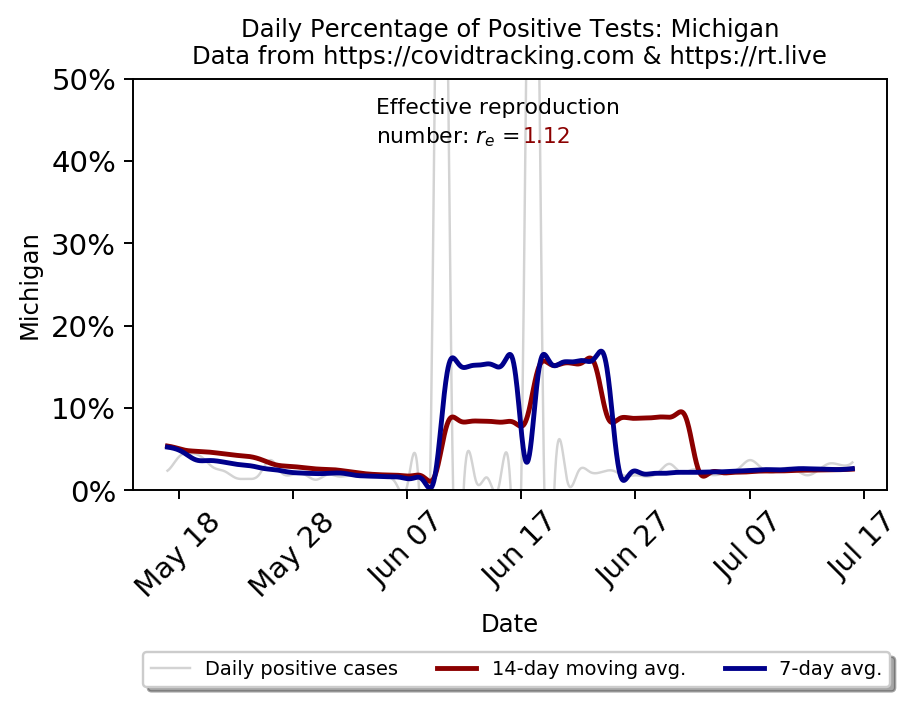 Daily Percentage of Positive Tests: Michigan
Data from https://covidtracking.com & https://rt.live
50%
Effective reproduction
number: rₑ =1.12
40%
30%
20%
10%
0%
Michigan
May 18
May 28
Jun 07
Jun 17
Jun 27
Jul 07
Jul 17
Date
Daily positive cases
14-day moving avg.
7-day avg.